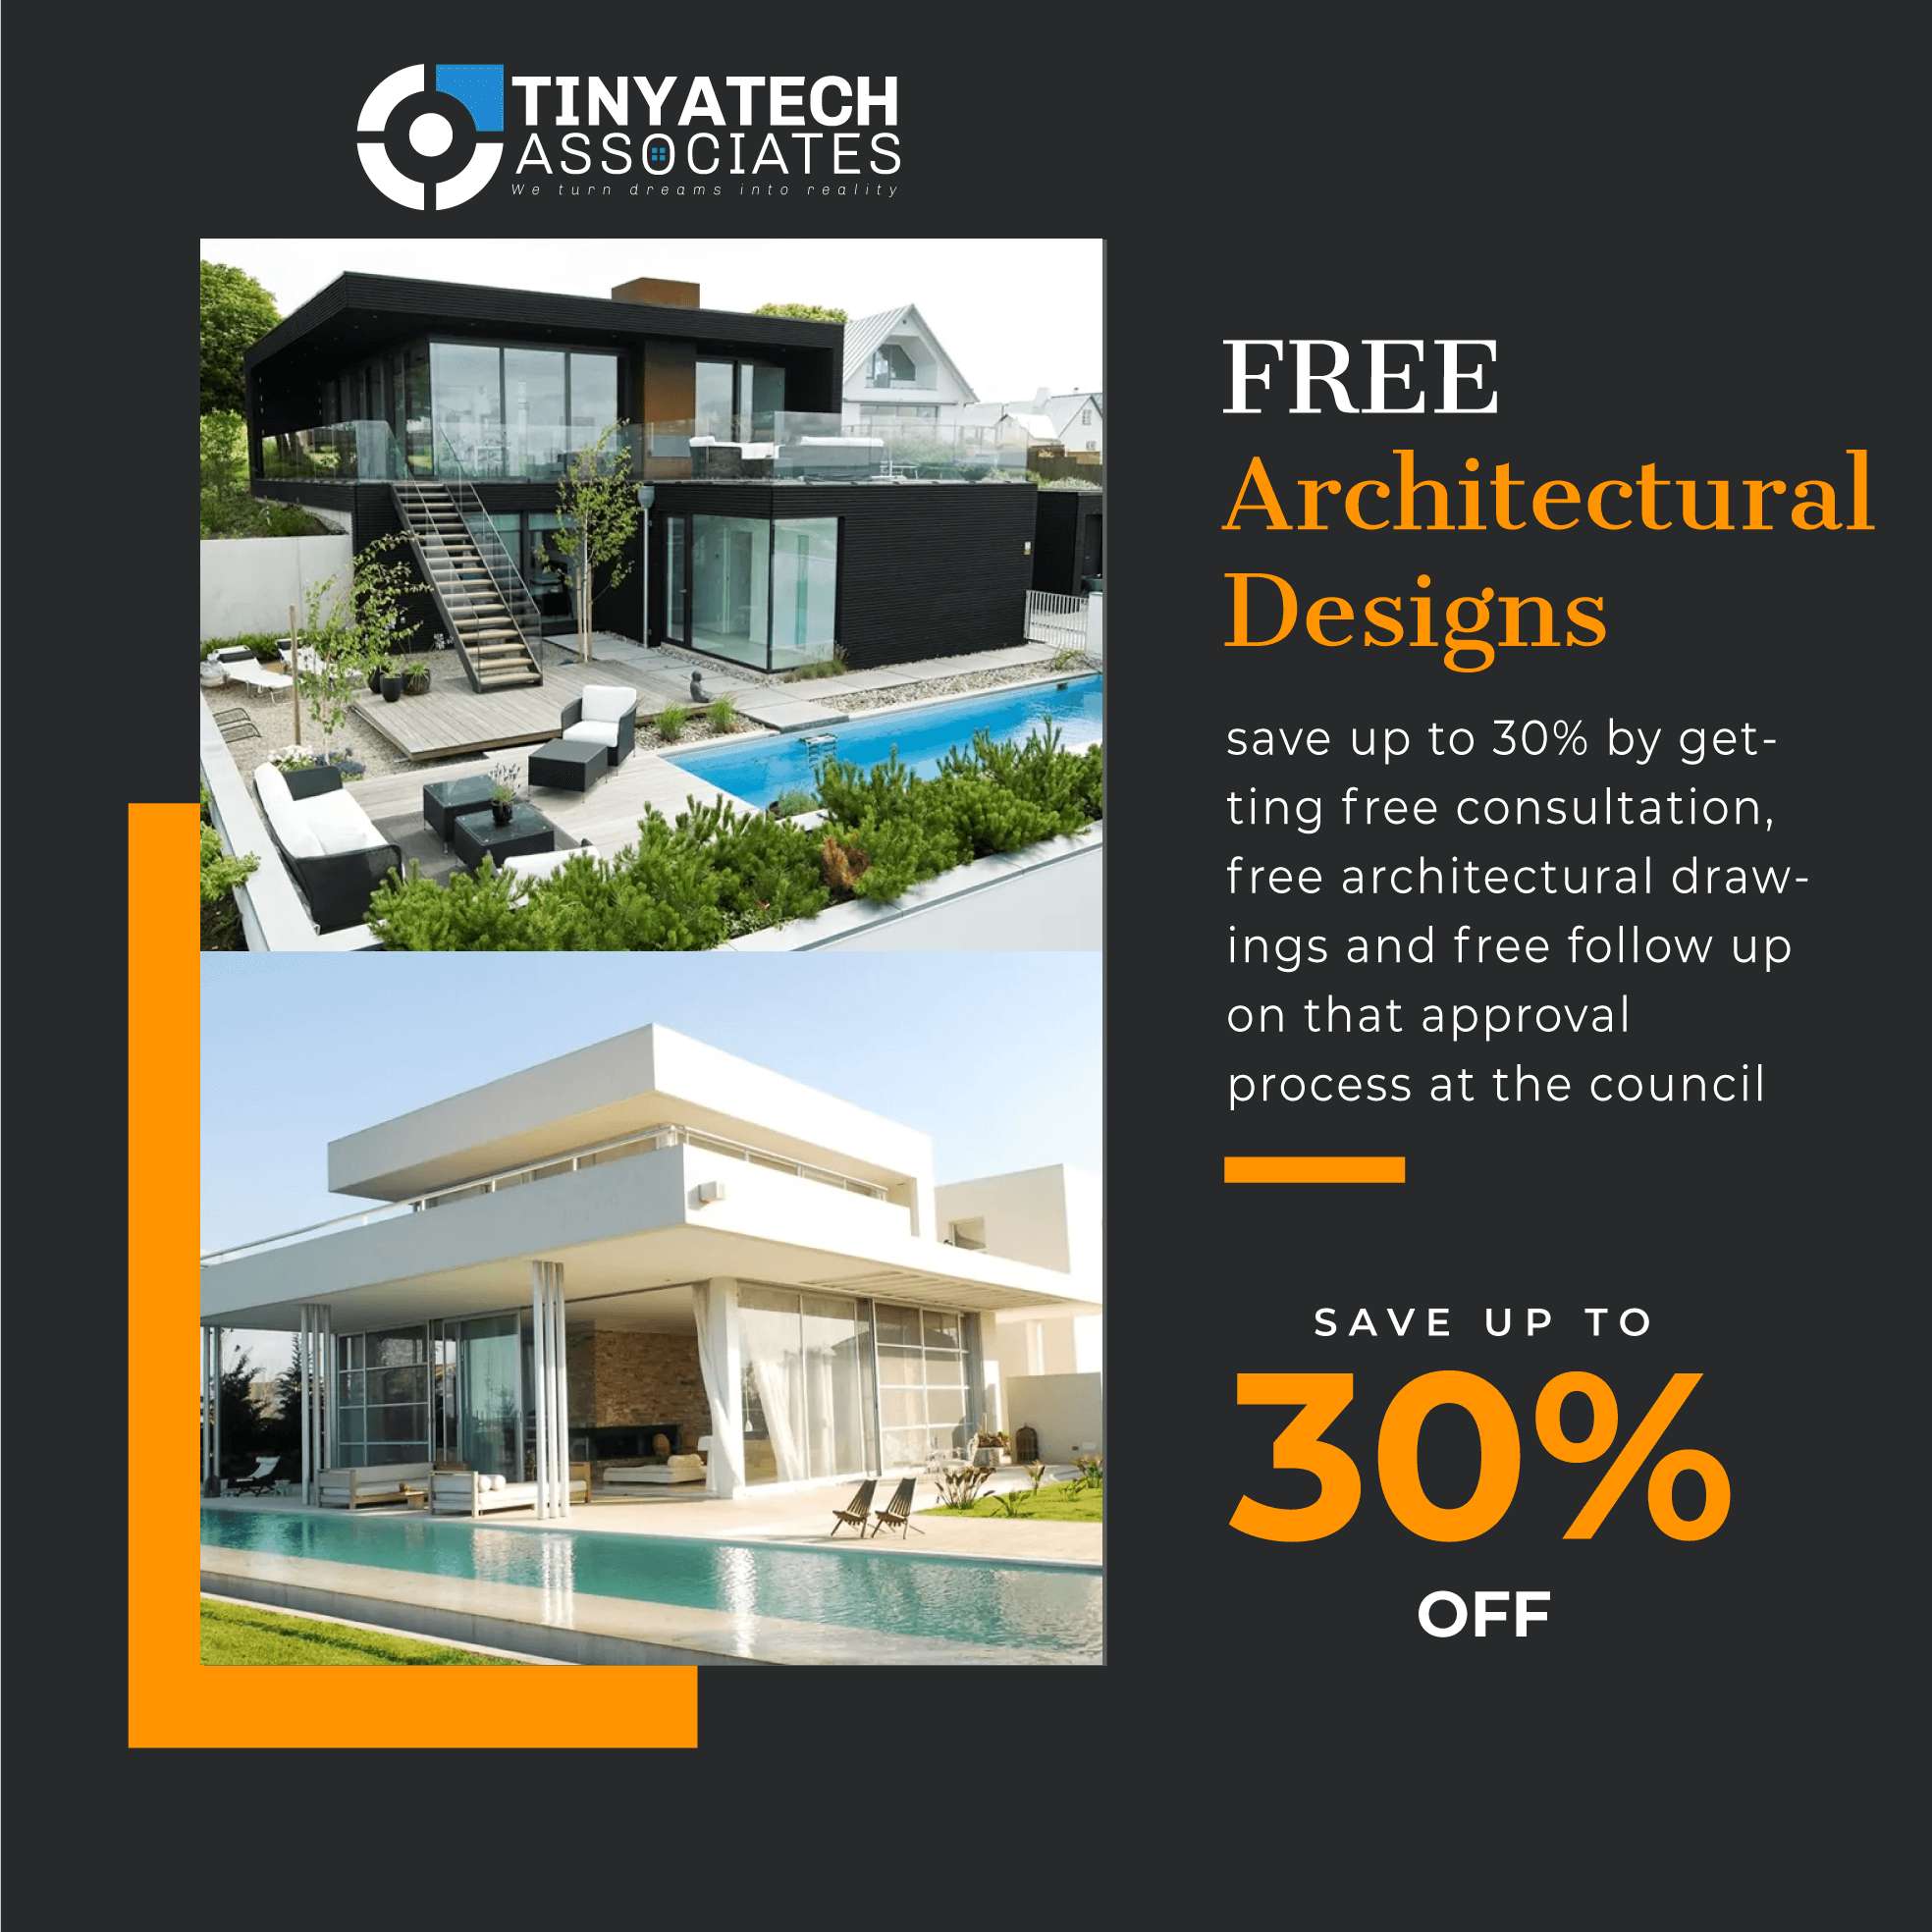 TINYATECH
ASSOCIATES
We turn dreams into reality
FREE
Architectural
Designs
save up to 30% by get-
ting free consultation,
free architectural draw-
ings and free follow up
on that approval
process at the council
SAVE UP TO
30%
OFF